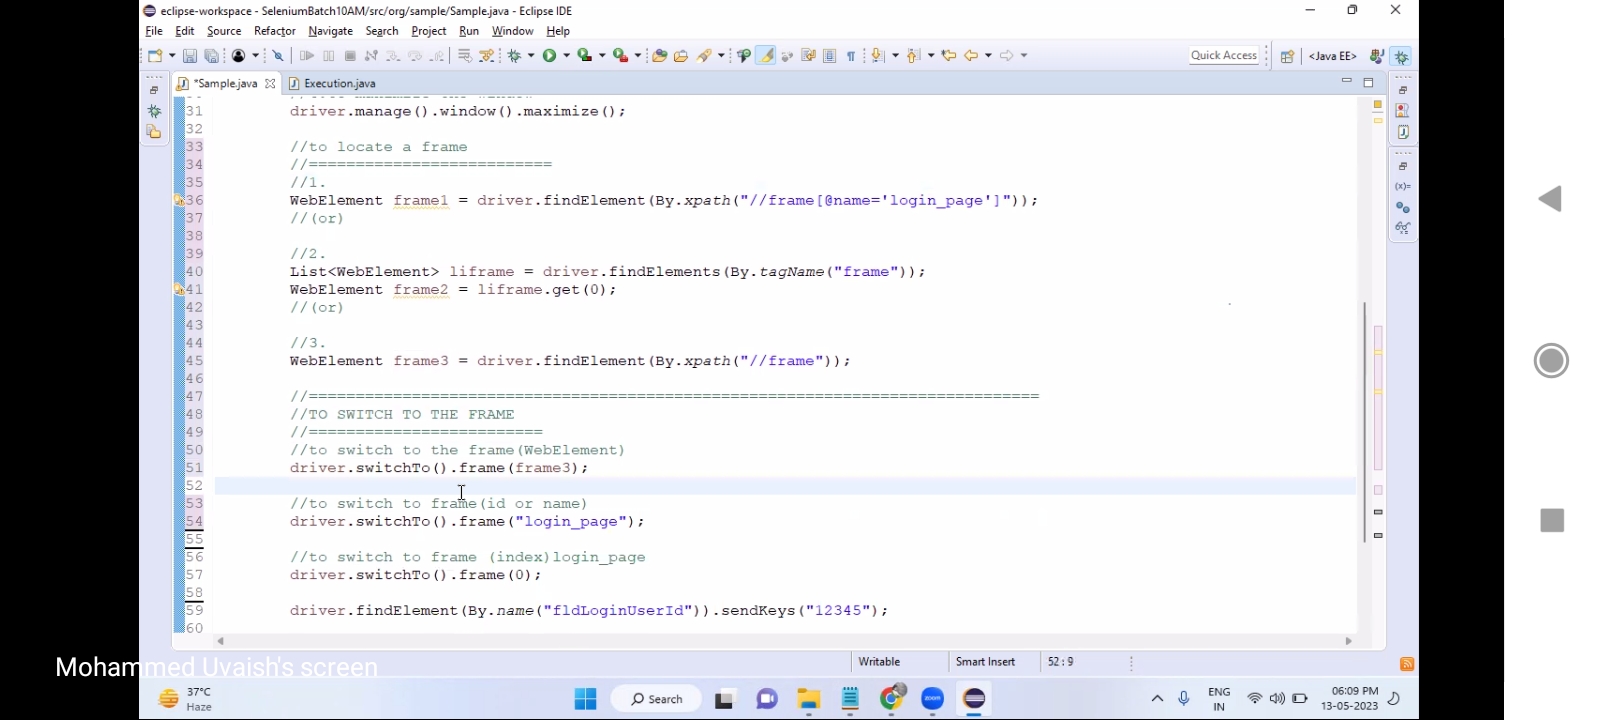 eclipse-workspace - SeleniumBatch10AM/src/org/sample/Sample.java - Eclipse IDE
File Edit Source Refactor Navigate Search Project Run Window Help
Quick Access <Java EE>
*Sample.java Execution.java
31 driver.manage().window().maximize();
32
33 //to locate a frame
34 //==========================
35 //1.
36 WebElement frame1 = driver.findElement(By.xpath("//frame[@name='login_page']"));
37 //(or)
38
39 //2.
40 List<WebElement> liframe = driver.findElements(By.tagName("frame"));
41 WebElement frame2 = liframe.get(0);
42 //(or)
43
44 //3.
45 WebElement frame3 = driver.findElement(By.xpath("//frame"));
46
47 //==============================================================================
48 //TO SWITCH TO THE FRAME
49 //=========================
50 //to switch to the frame(WebElement)
51 driver.switchTo().frame(frame3);
52
53 //to switch to frame(id or name)
54 driver.switchTo().frame("login_page");
55
56 //to switch to frame (index)login_page
57 driver.switchTo().frame(0);
58
59 driver.findElement(By.name("fldLoginUserId")).sendKeys("12345");
60
Writable Smart Insert 52 : 9
Mohammed Uvaish's screen
37°C
Haze
Search
zoom
ENG
IN
06:09 PM
13-05-2023